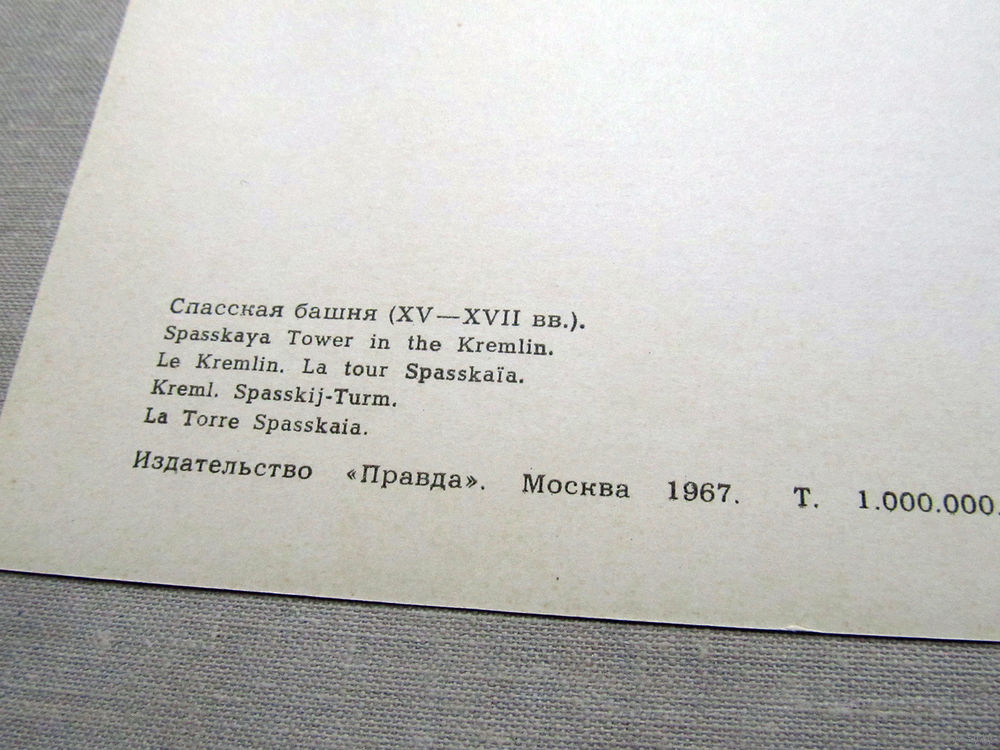 Спасская башня (XV—XVII вв.).
Spasskaya Tower in the Kremlin.
Le Kremlin. La tour Spasskaïa.
Kreml. Spasskij-Turm.
La Torre Spasskaia.
Издательство «Правда». Москва 1967. Т. 1.000.000.